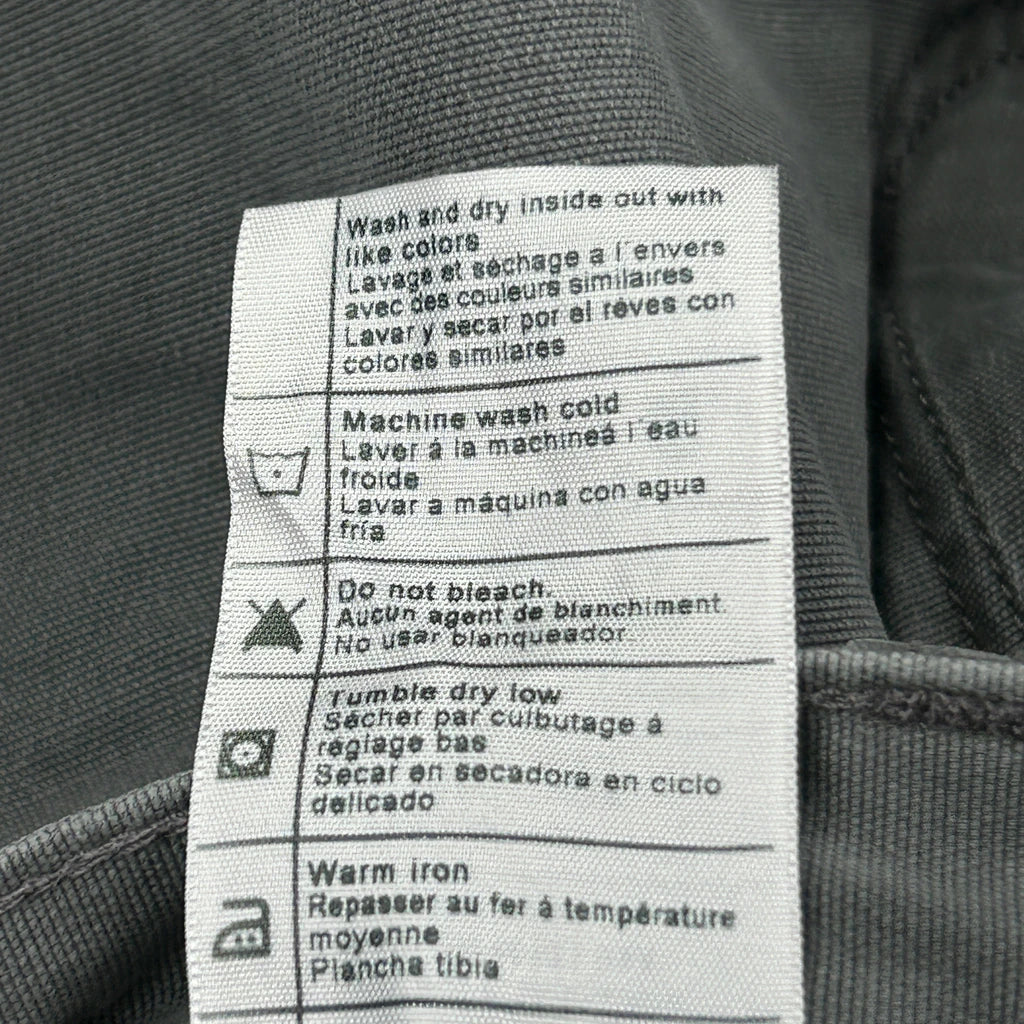 Wash and dry inside out with
like colors
Lavage et séchage a l'envers
avec des couleurs similaires
Lavar y secar por el réves con
colores similares
Machine wash cold
Laver á la machineá l'eau
froide
Lavar a máquina con agua
fría
Do not bleach.
Aucun agent de blanchiment.
No usar blanqueador.
Tumble dry low
Sécher par culbutage á
réglage bas
Secar en secadora en ciclo
delicado
Warm iron
Repasser au fer á température
moyenne
Plancha tibia